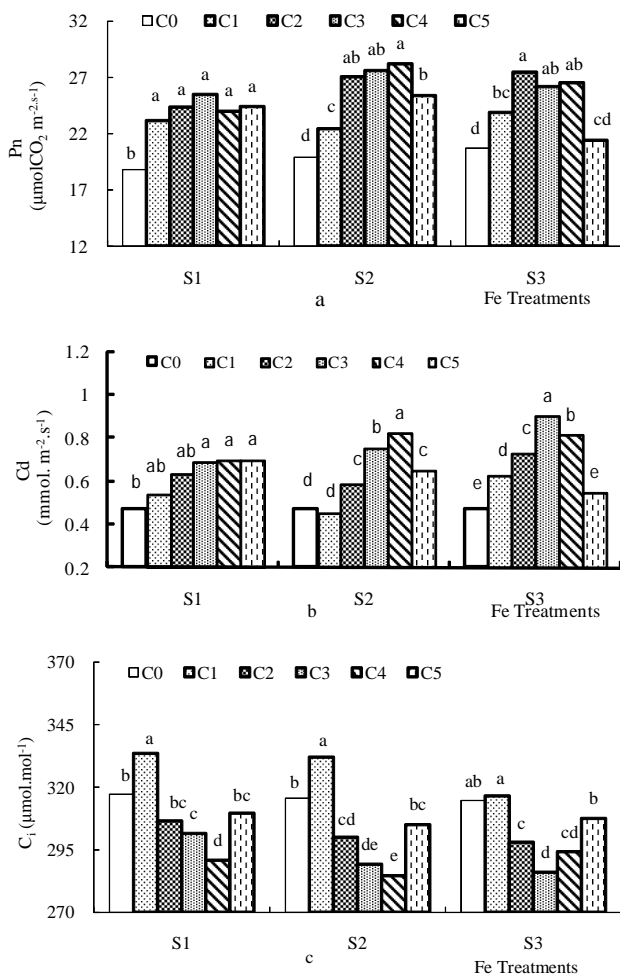 32
C0 C1 C2 C3 C4 C5
27
22
17
12
Pn
(µmolCO₂ m⁻².s⁻¹)
b a a a a a
d c ab ab a b
d bc a ab ab cd
S1 S2 S3
a Fe Treatments
1.2
C0 C1 C2 C3 C4 C5
1
0.8
0.6
0.4
0.2
Cd
(mmol. m⁻².s⁻¹)
b ab ab a a a
d d c b a c
e d c a b e
S1 S2 S3
b Fe Treatments
370
C0 C1 C2 C3 C4 C5
345
320
295
270
Cᵢ (µmol.mol⁻¹)
b a bc c d bc
b a cd de e bc
ab a c d cd b
S1 S2 S3
c Fe Treatments